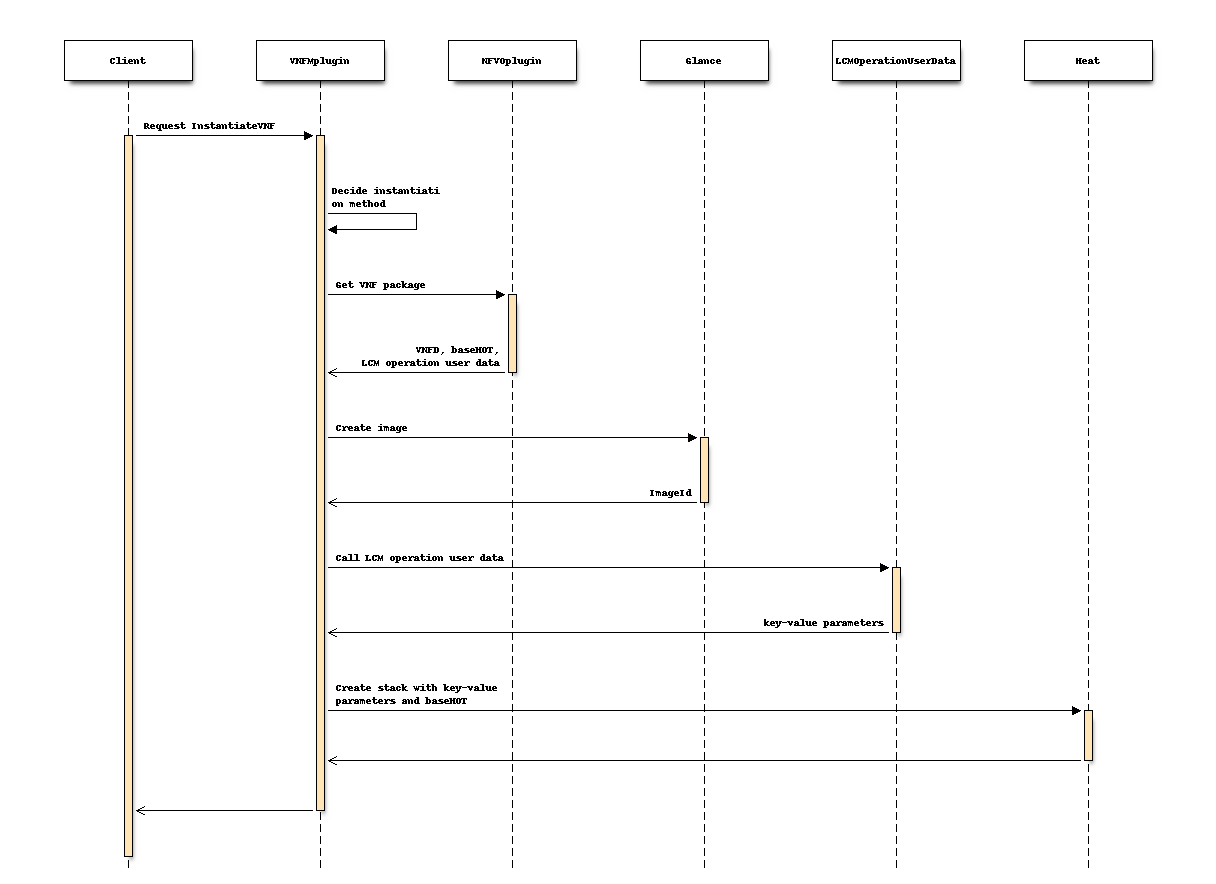 Client
VNFMplugin
NFVOplugin
Glance
LCMOperationUserData
Heat
Request InstantiateVNF
Decide instantiati
on method
Get VNF package
VNFD, baseHOT,
LCM operation user data
Create image
ImageId
Call LCM operation user data
key-value parameters
Create stack with key-value
parameters and baseHOT